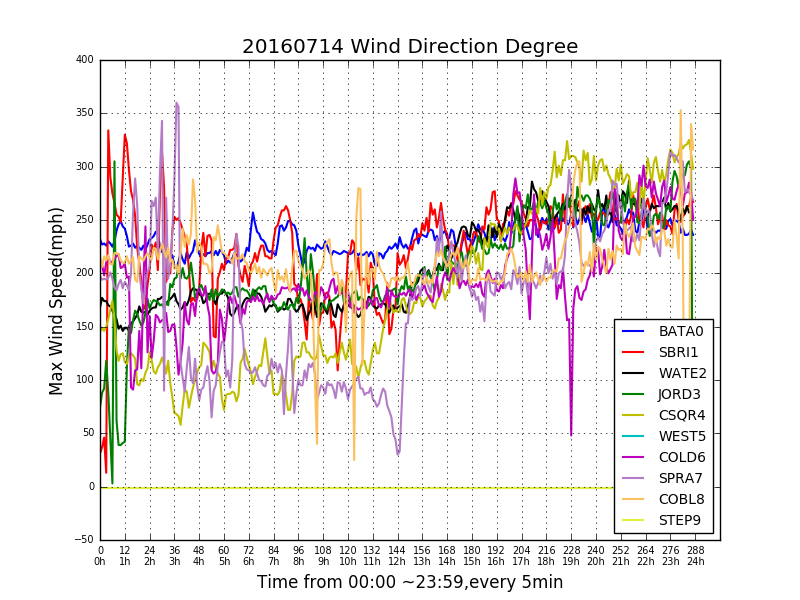 20160714 Wind Direction Degree
400
350
300
250
200
150
100
50
0
−50
Max Wind Speed(mph)
BATA0
SBRI1
WATE2
JORD3
CSQR4
WEST5
COLD6
SPRA7
COBL8
STEP9
0 12 24 36 48 60 72 84 96 108 120 132 144 156 168 180 192 204 216 228 240 252 264 276 288
0h 1h 2h 3h 4h 5h 6h 7h 8h 9h 10h 11h 12h 13h 14h 15h 16h 17h 18h 19h 20h 21h 22h 23h 24h
Time from 00:00 ~23:59,every 5min